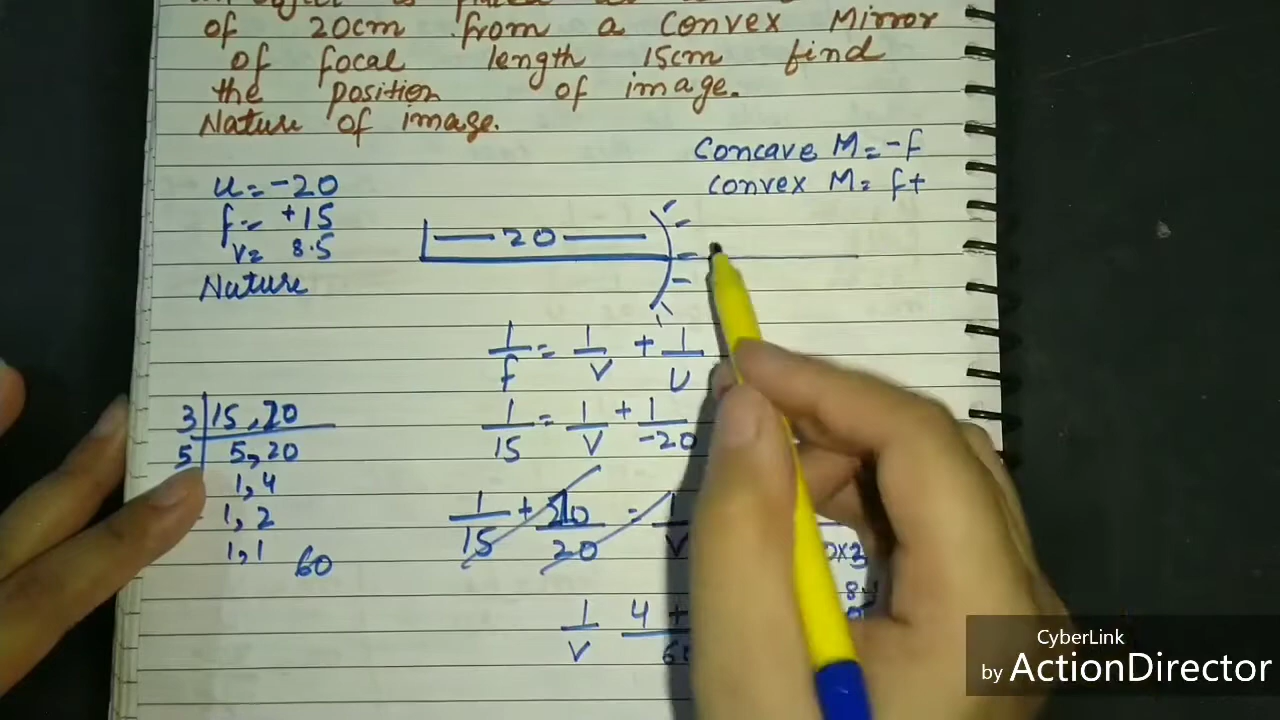 of 20cm from a Convex Mirror
of focal length 15cm find
the position of image.
Nature of image.
Concave M = -f
Convex M = f+
u = -20
f = +15
v = 8.5
Nature
20
1/f = 1/v + 1/u
1/15 = 1/v + 1/-20
3 | 15, 20
5 | 5, 20
1, 4
1, 2
1, 1 60
1/15 + 1/20 = 1/v
1/v 4 +
CyberLink
by ActionDirector